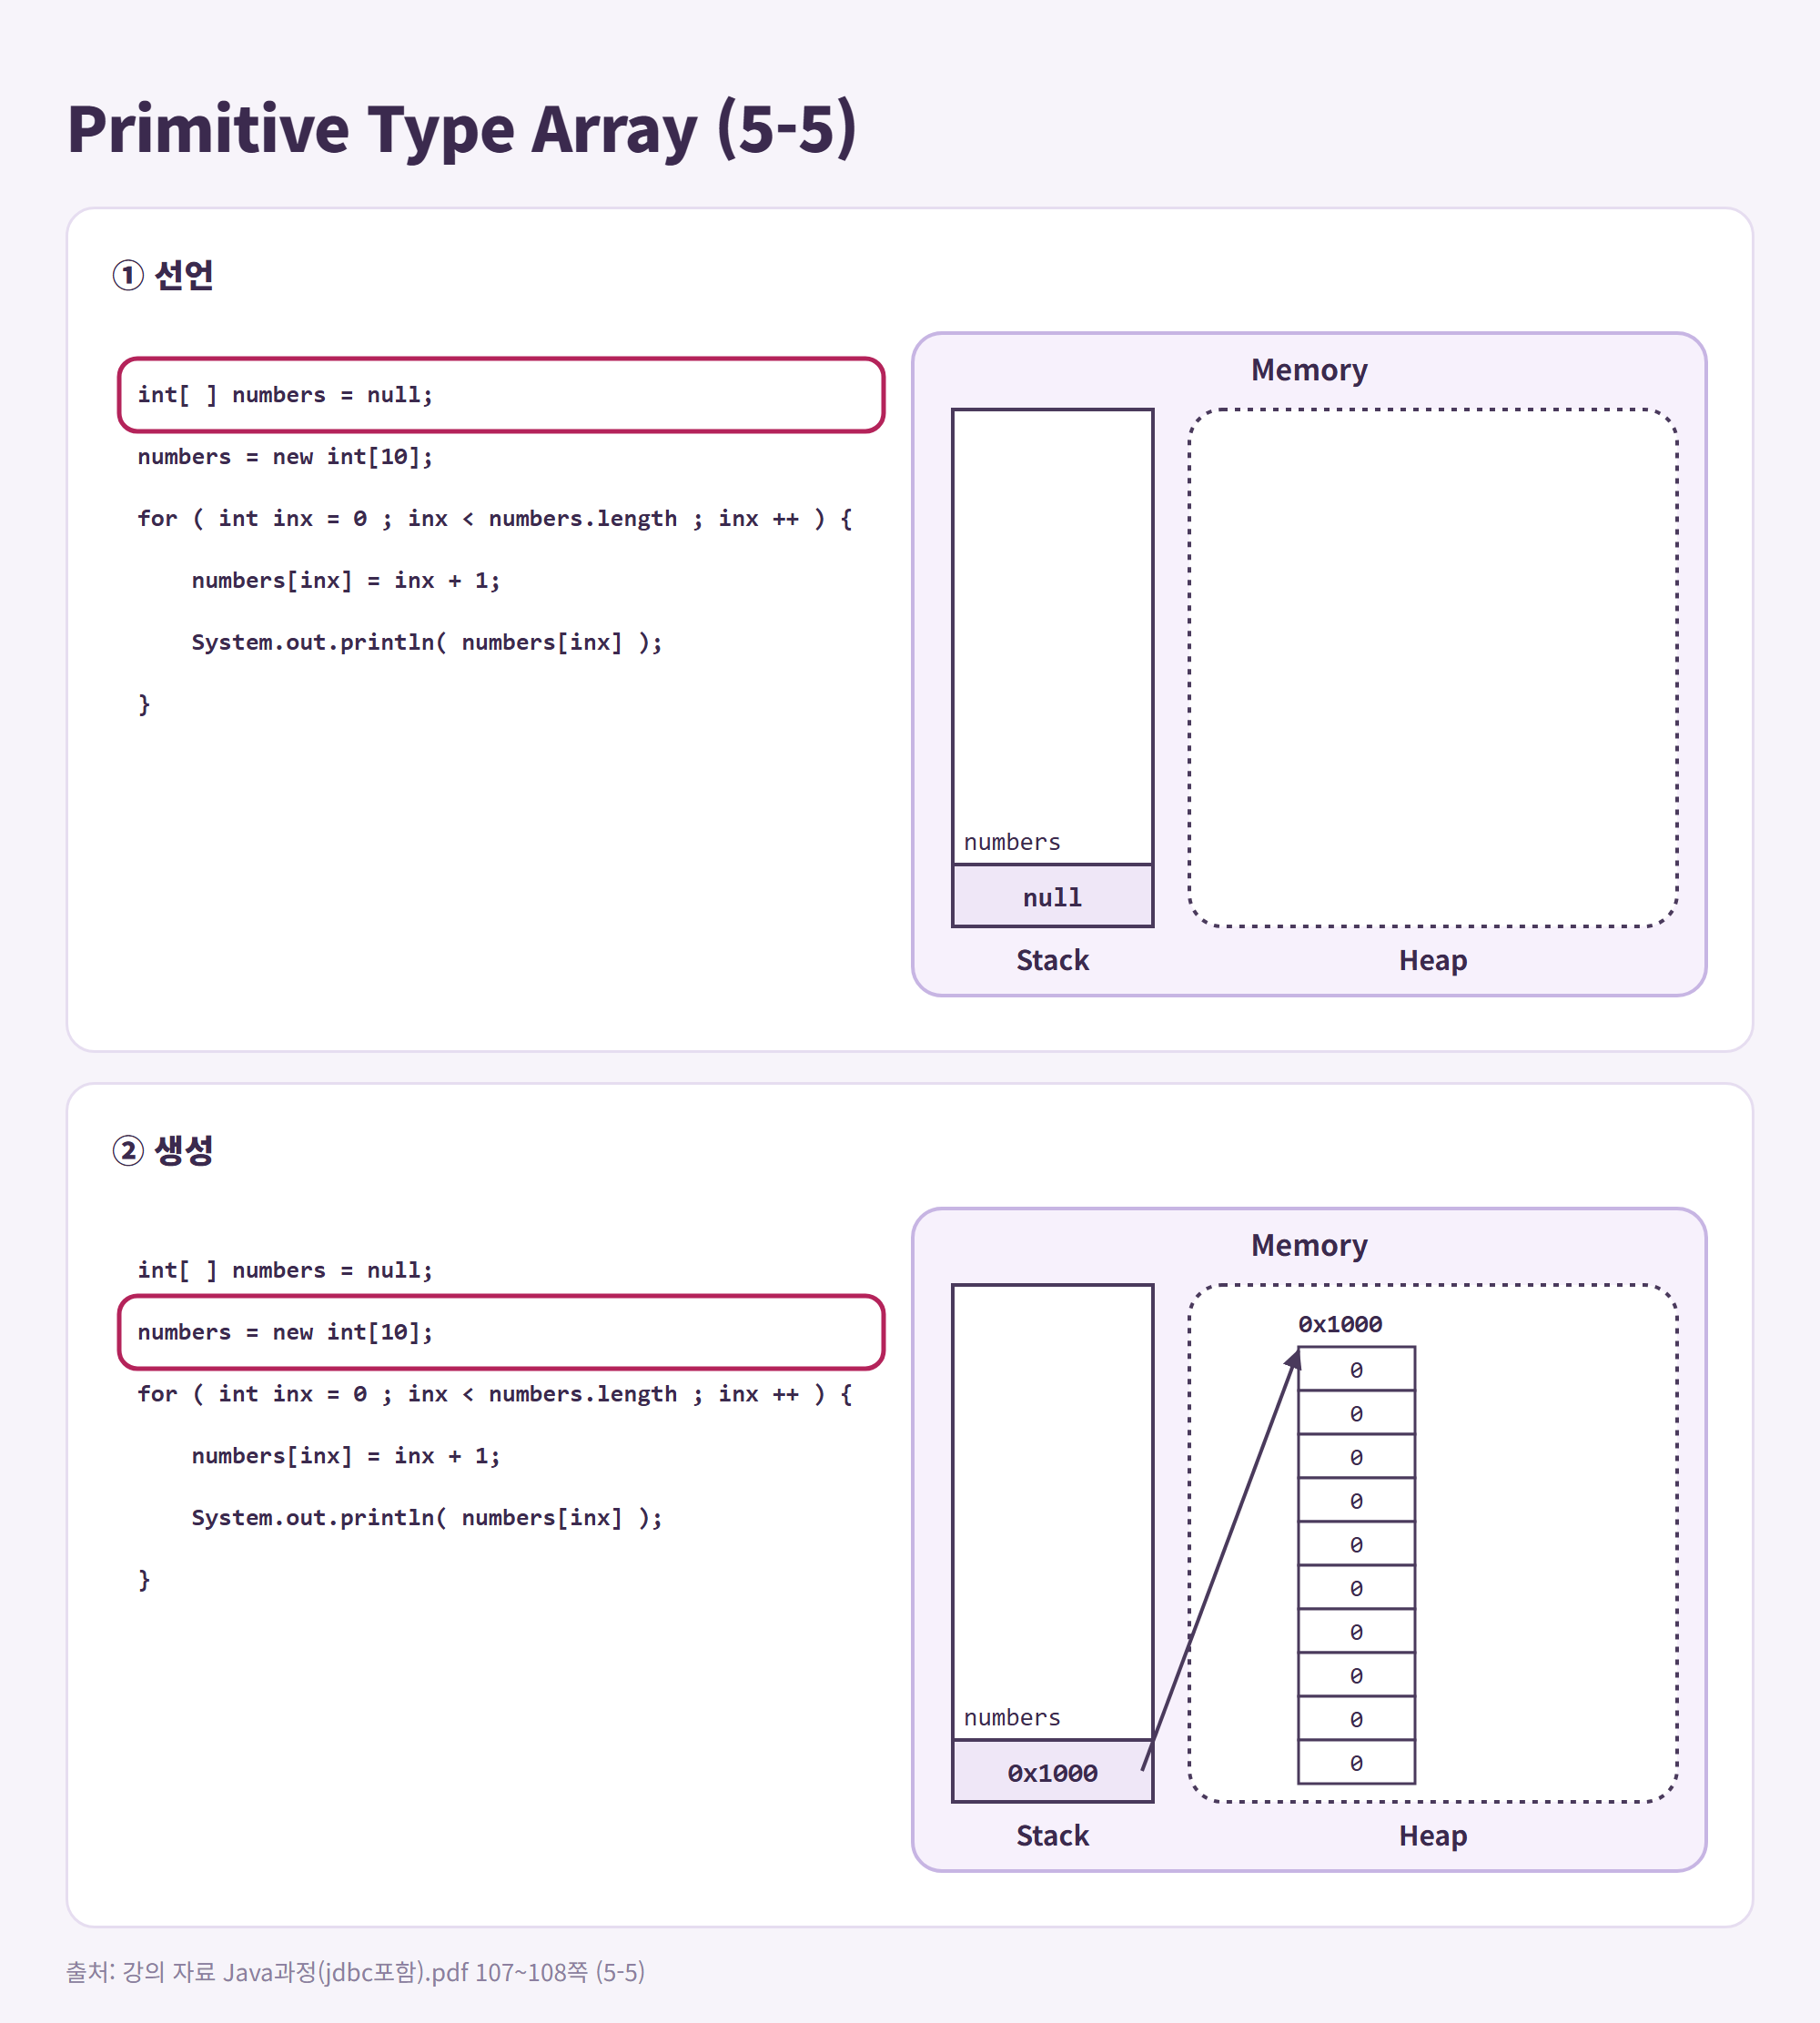 Primitive Type Array (5-5)
① 선언
int[ ] numbers = null;
numbers = new int[10];
for ( int inx = 0 ; inx < numbers.length ; inx ++ ) {
numbers[inx] = inx + 1;
System.out.println( numbers[inx] );
}
Memory
numbers
null
Stack
Heap
② 생성
int[ ] numbers = null;
numbers = new int[10];
for ( int inx = 0 ; inx < numbers.length ; inx ++ ) {
numbers[inx] = inx + 1;
System.out.println( numbers[inx] );
}
Memory
0x1000
0
0
0
0
0
0
0
0
0
0
numbers
0x1000
Stack
Heap
출처: 강의 자료 Java과정(jdbc포함).pdf 107~108쪽 (5-5)